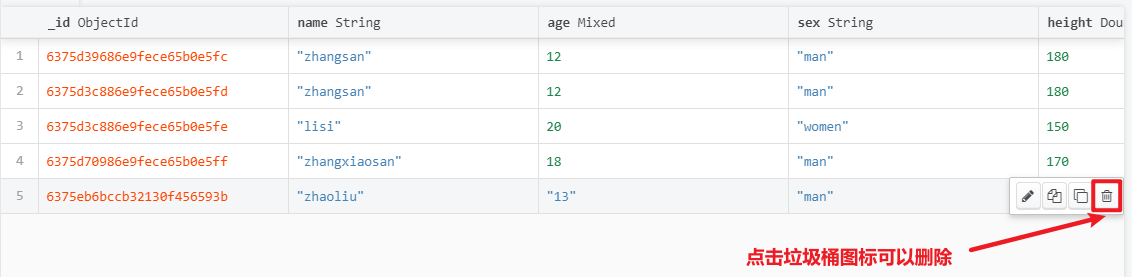 _id ObjectId name String age Mixed sex String height Dou
1 6375d39686e9fece65b0e5fc "zhangsan" 12 "man" 180
2 6375d3c886e9fece65b0e5fd "zhangsan" 12 "man" 180
3 6375d3c886e9fece65b0e5fe "lisi" 20 "women" 150
4 6375d70986e9fece65b0e5ff "zhangxiaosan" 18 "man" 170
5 6375eb6bccb32130f456593b "zhaoliu" "13" "man"
点击垃圾桶图标可以删除